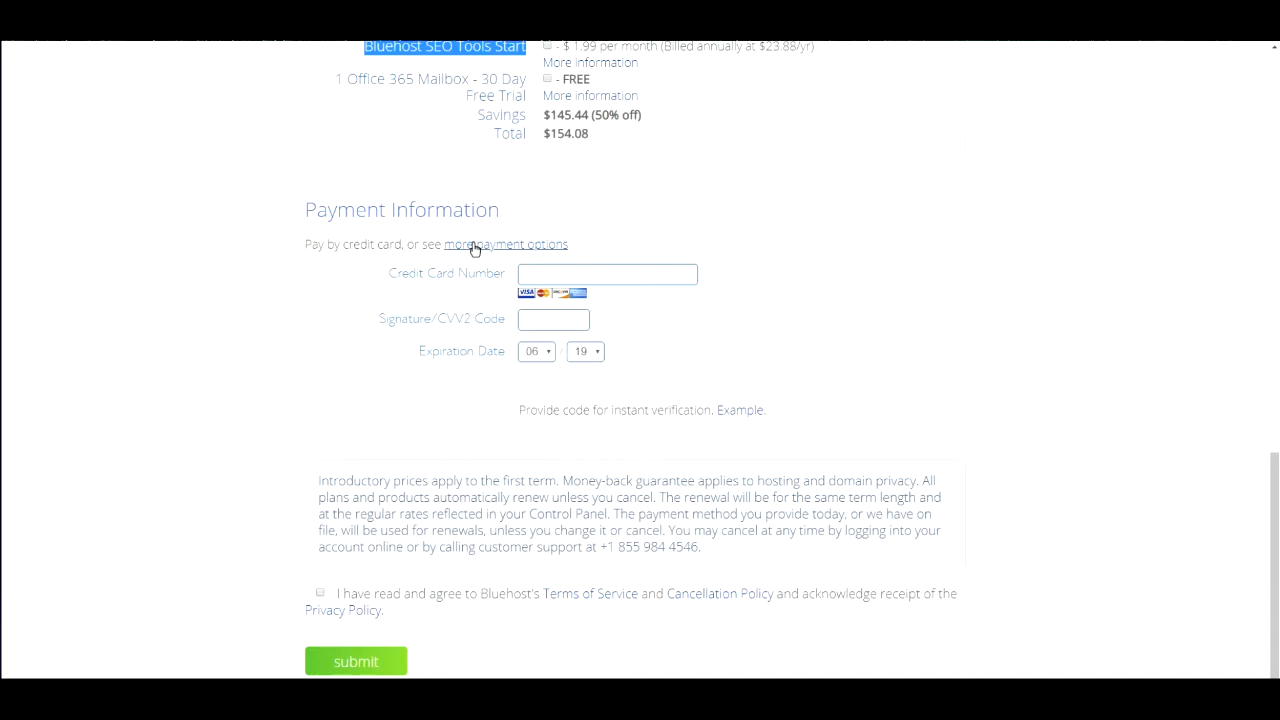 Bluehost SEO Tools Start - $ 1.99 per month (Billed annually at $23.88/yr)
More information
1 Office 365 Mailbox - 30 Day - FREE
Free Trial More information
Savings $145.44 (50% off)
Total $154.08
Payment Information
Pay by credit card, or see more payment options
Credit Card Number
VISA
Signature/CVV2 Code
Expiration Date 06 / 19
Provide code for instant verification. Example.
Introductory prices apply to the first term. Money-back guarantee applies to hosting and domain privacy. All
plans and products automatically renew unless you cancel. The renewal will be for the same term length and
at the regular rates reflected in your Control Panel. The payment method you provide today, or we have on
file, will be used for renewals, unless you change it or cancel. You may cancel at any time by logging into your
account online or by calling customer support at +1 855 984 4546.
I have read and agree to Bluehost's Terms of Service and Cancellation Policy and acknowledge receipt of the
Privacy Policy.
submit